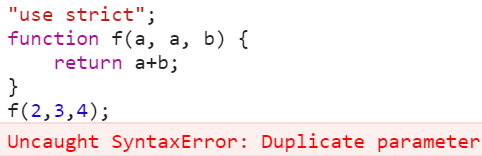 "use strict";
function f(a, a, b) {
    return a+b;
}
f(2,3,4);
Uncaught SyntaxError: Duplicate parameter